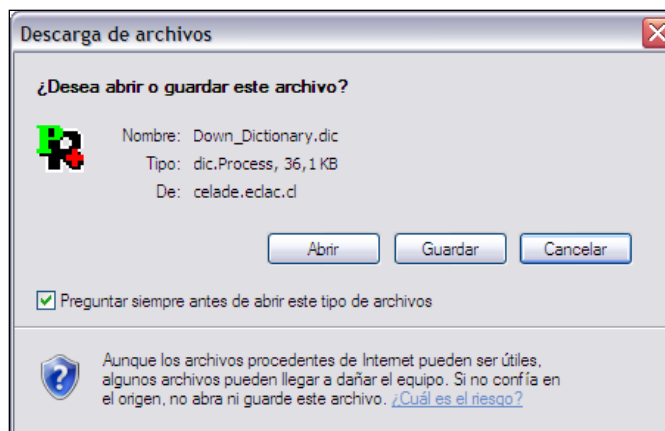 Descarga de archivos
¿Desea abrir o guardar este archivo?
Nombre: Down_Dictionary.dic
Tipo: dic.Process, 36,1 KB
De: celade.eclac.cl
Abrir Guardar Cancelar
Preguntar siempre antes de abrir este tipo de archivos
Aunque los archivos procedentes de Internet pueden ser útiles,
algunos archivos pueden llegar a dañar el equipo. Si no confía en
el origen, no abra ni guarde este archivo. ¿Cuál es el riesgo?